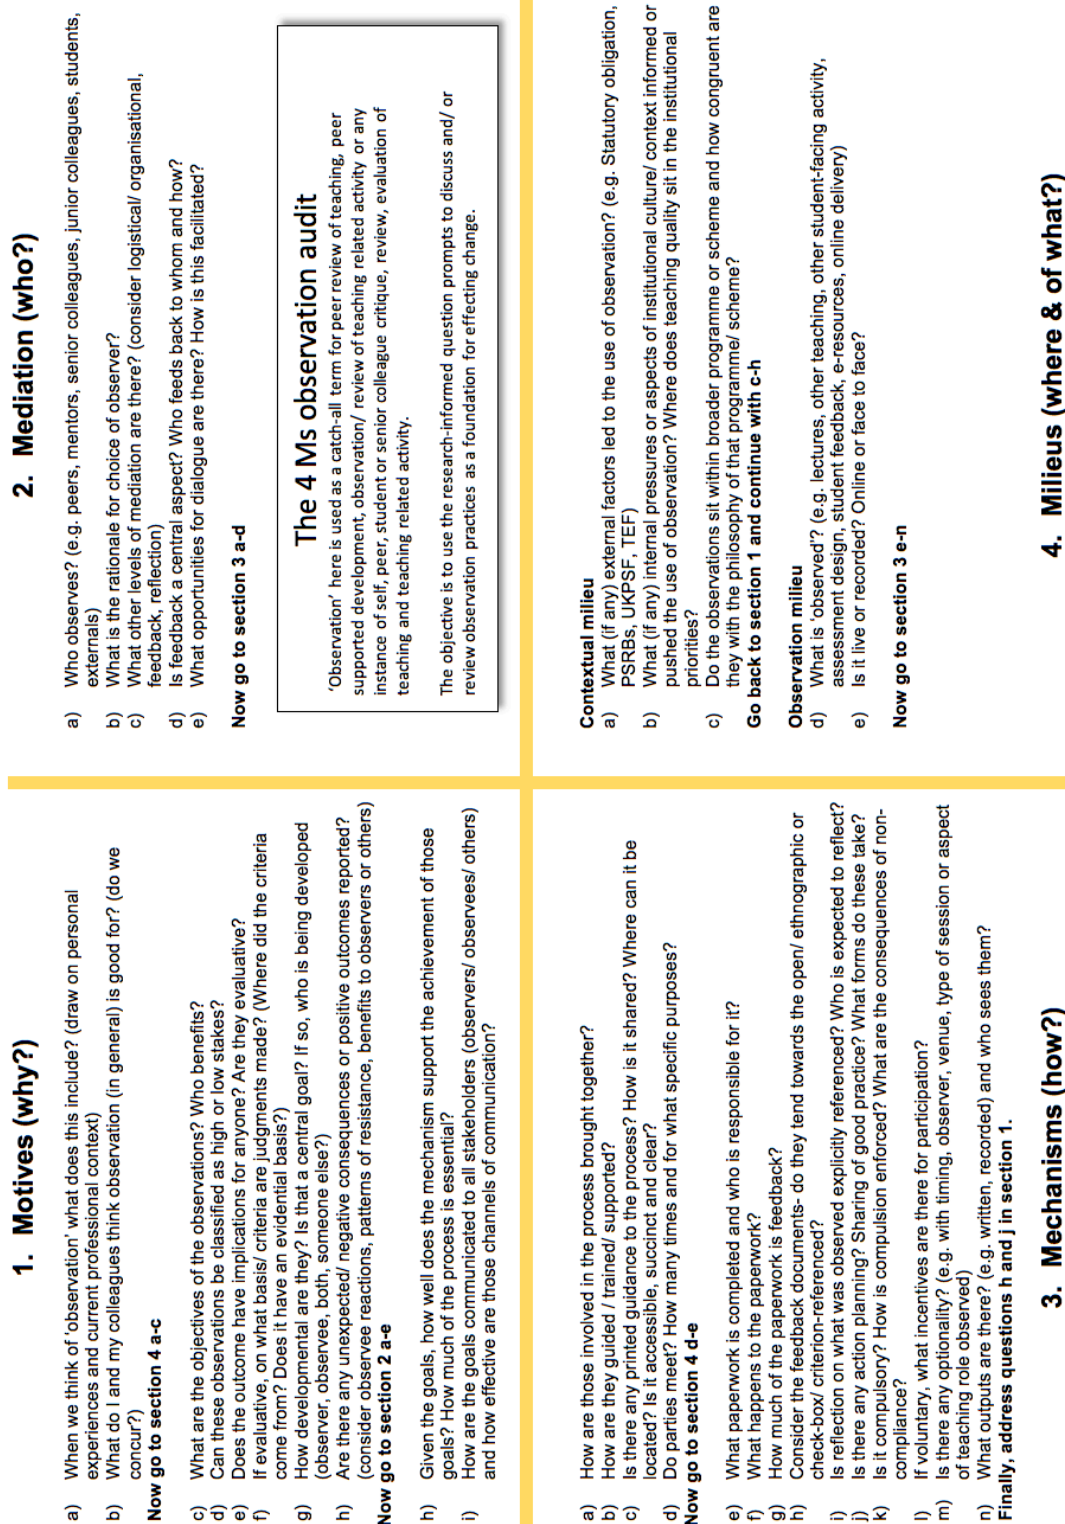 1. Motives (why?)
a) When we think of 'observation' what does this include? (draw on personal
experiences and current professional context)
b) What do I and my colleagues think observation (in general) is good for? (do we
concur?)
Now go to section 4 a-c
c) What are the objectives of the observations? Who benefits?
d) Can these observations be classified as high or low stakes?
e) Does the outcome have implications for anyone? Are they evaluative?
f) If evaluative, on what basis/ criteria are judgments made? (Where did the criteria
come from? Does it have an evidential basis?)
g) How developmental are they? Is that a central goal? If so, who is being developed
(observer, observee, both, someone else?)
h) Are there any unexpected/ negative consequences or positive outcomes reported?
(consider observee reactions, patterns of resistance, benefits to observers or others)
Now go to section 2 a-e
h) Given the goals, how well does the mechanism support the achievement of those
goals? How much of the process is essential?
i) How are the goals communicated to all stakeholders (observers/ observees/ others)
and how effective are those channels of communication?
2. Mediation (who?)
a) Who observes? (e.g. peers, mentors, senior colleagues, junior colleagues, students,
externals)
b) What is the rationale for choice of observer?
c) What other levels of mediation are there? (consider logistical/ organisational,
feedback, reflection)
d) Is feedback a central aspect? Who feeds back to whom and how?
e) What opportunities for dialogue are there? How is this facilitated?
Now go to section 3 a-d
The 4 Ms observation audit
'Observation' here is used as a catch-all term for peer review of teaching, peer
supported development, observation/ review of teaching related activity or any
instance of self, peer, student or senior colleague critique, review, evaluation of
teaching and teaching related activity.
The objective is to use the research-informed question prompts to discuss and/ or
review observation practices as a foundation for effecting change.
a) How are those involved in the process brought together?
b) How are they guided / trained/ supported?
c) Is there any printed guidance to the process? How is it shared? Where can it be
located? Is it accessible, succinct and clear?
d) Do parties meet? How many times and for what specific purposes?
Now go to section 4 d-e
e) What paperwork is completed and who is responsible for it?
f) What happens to the paperwork?
g) How much of the paperwork is feedback?
h) Consider the feedback documents- do they tend towards the open/ ethnographic or
check-box/ criterion-referenced?
i) Is reflection on what was observed explicitly referenced? Who is expected to reflect?
j) Is there any action planning? Sharing of good practice? What forms do these take?
k) Is it compulsory? How is compulsion enforced? What are the consequences of non-
compliance?
l) If voluntary, what incentives are there for participation?
m) Is there any optionality? (e.g. with timing, observer, venue, type of session or aspect
of teaching role observed)
n) What outputs are there? (e.g. written, recorded) and who sees them?
Finally, address questions h and j in section 1.
3. Mechanisms (how?)
Contextual milieu
a) What (if any) external factors led to the use of observation? (e.g. Statutory obligation,
PSRBs, UKPSF, TEF)
b) What (if any) internal pressures or aspects of institutional culture/ context informed or
pushed the use of observation? Where does teaching quality sit in the institutional
priorities?
c) Do the observations sit within broader programme or scheme and how congruent are
they with the philosophy of that programme/ scheme?
Go back to section 1 and continue with c-h
Observation milieu
d) What is 'observed'? (e.g. lectures, other teaching, other student-facing activity,
assessment design, student feedback, e-resources, online delivery)
e) Is it live or recorded? Online or face to face?
Now go to section 3 e-n
4. Milieus (where & of what?)